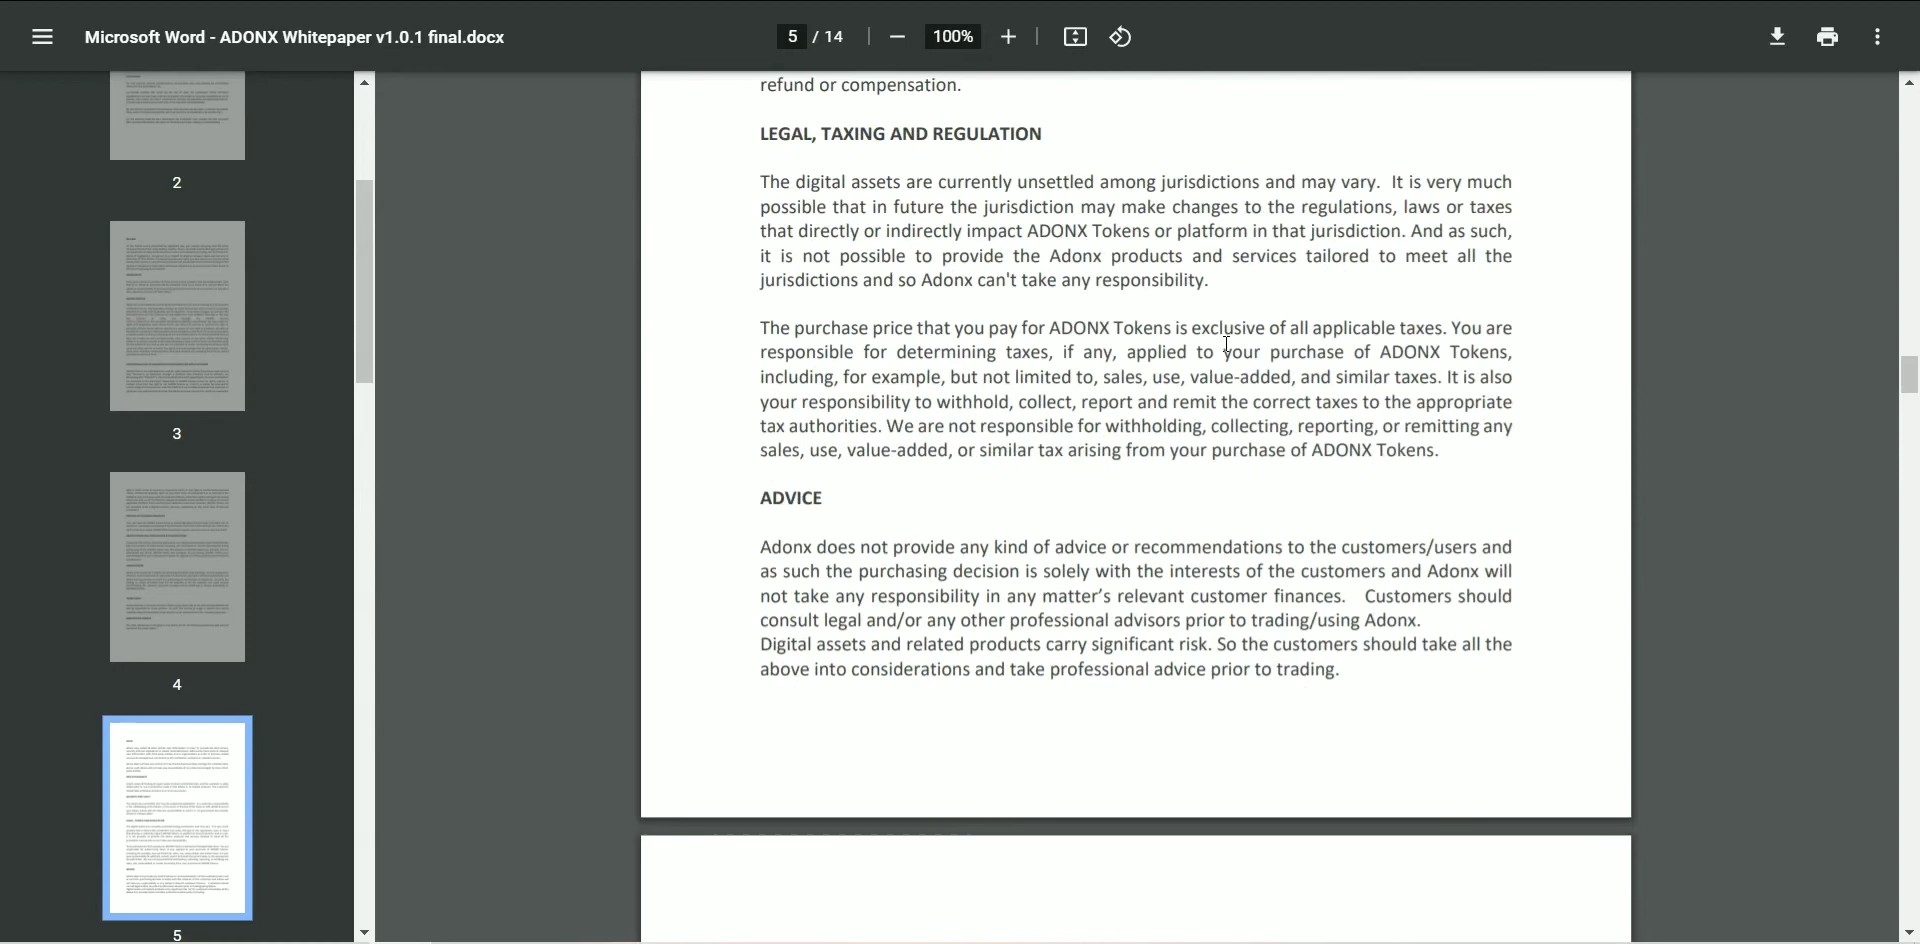 Microsoft Word - ADONX Whitepaper v1.0.1 final.docx
5 / 14
100%
2
3
4
5
refund or compensation.
LEGAL, TAXING AND REGULATION
The digital assets are currently unsettled among jurisdictions and may vary. It is very much
possible that in future the jurisdiction may make changes to the regulations, laws or taxes
that directly or indirectly impact ADONX Tokens or platform in that jurisdiction. And as such,
it is not possible to provide the Adonx products and services tailored to meet all the
jurisdictions and so Adonx can't take any responsibility.
The purchase price that you pay for ADONX Tokens is exclusive of all applicable taxes. You are
responsible for determining taxes, if any, applied to your purchase of ADONX Tokens,
including, for example, but not limited to, sales, use, value-added, and similar taxes. It is also
your responsibility to withhold, collect, report and remit the correct taxes to the appropriate
tax authorities. We are not responsible for withholding, collecting, reporting, or remitting any
sales, use, value-added, or similar tax arising from your purchase of ADONX Tokens.
ADVICE
Adonx does not provide any kind of advice or recommendations to the customers/users and
as such the purchasing decision is solely with the interests of the customers and Adonx will
not take any responsibility in any matter’s relevant customer finances. Customers should
consult legal and/or any other professional advisors prior to trading/using Adonx.
Digital assets and related products carry significant risk. So the customers should take all the
above into considerations and take professional advice prior to trading.